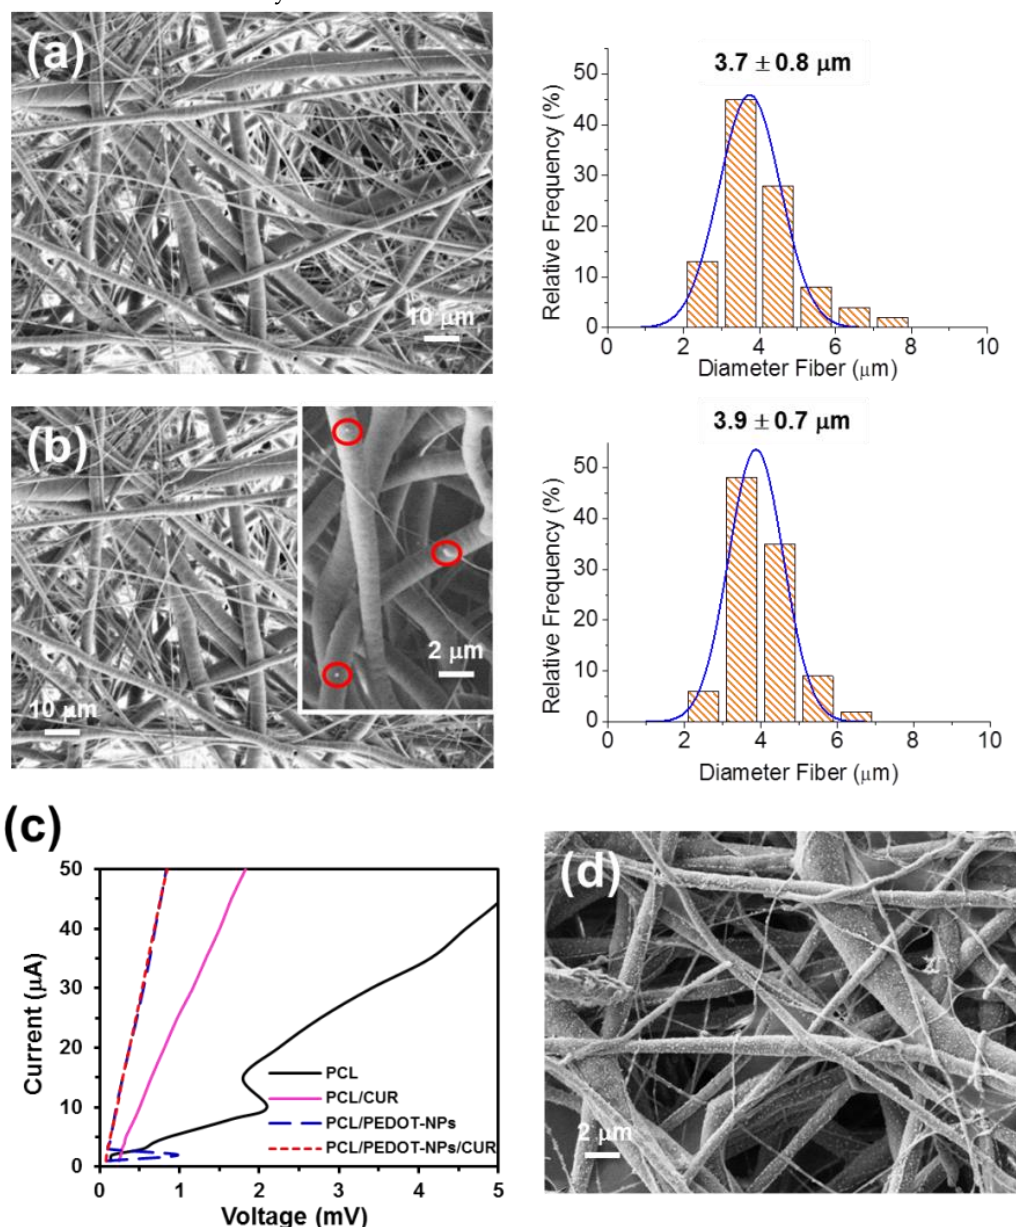 (a)
10 μm
3.7 ± 0.8 μm
Relative Frequency (%)
50
40
30
20
10
0
0 2 4 6 8 10
Diameter Fiber (μm)
(b)
10 μm
2 μm
3.9 ± 0.7 μm
Relative Frequency (%)
50
40
30
20
10
0
0 2 4 6 8 10
Diameter Fiber (μm)
(c)
Current (μA)
50
40
30
20
10
0
PCL
PCL/CUR
PCL/PEDOT-NPs
PCL/PEDOT-NPs/CUR
0 1 2 3 4 5
Voltage (mV)
(d)
2 μm